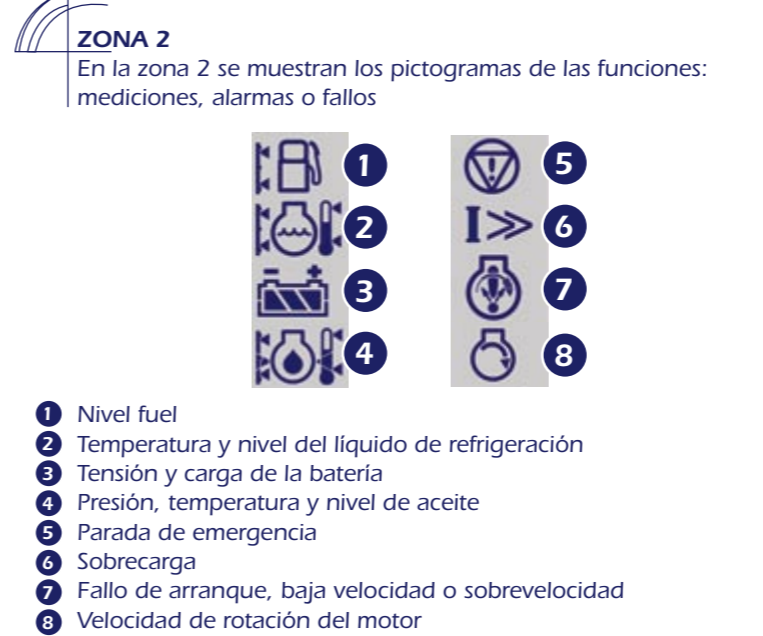 ZONA 2
En la zona 2 se muestran los pictogramas de las funciones:
mediciones, alarmas o fallos
1 5
2 I>> 6
- +
3 7
4 8
1 Nivel fuel
2 Temperatura y nivel del líquido de refrigeración
3 Tensión y carga de la batería
4 Presión, temperatura y nivel de aceite
5 Parada de emergencia
6 Sobrecarga
7 Fallo de arranque, baja velocidad o sobrevelocidad
8 Velocidad de rotación del motor